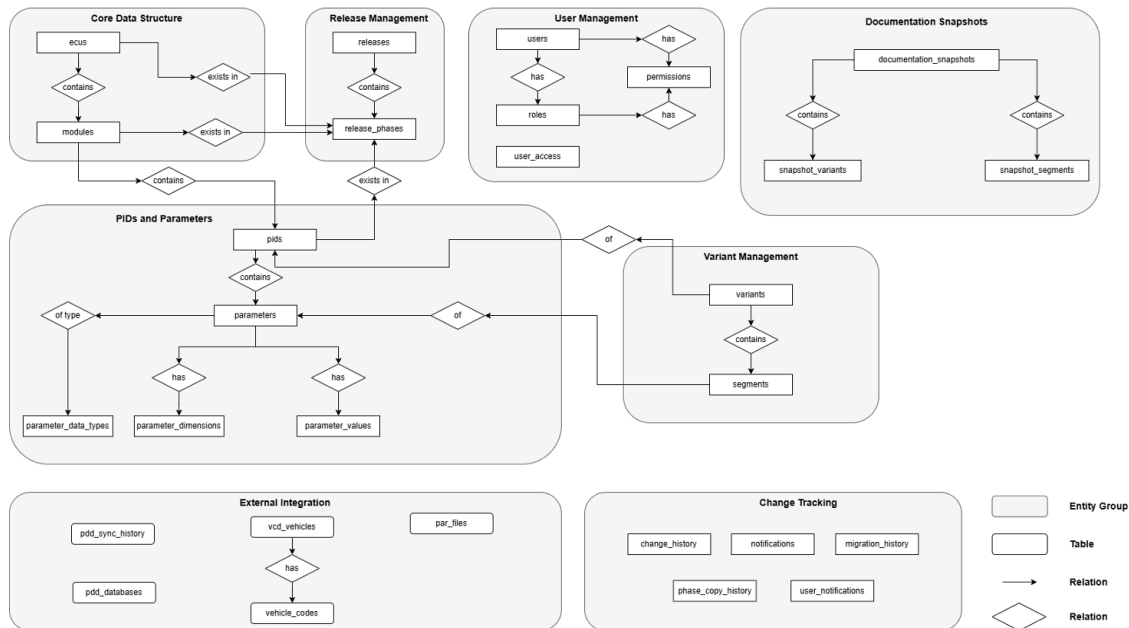 Core Data Structure
ecus
exists in
contains
modules
exists in
contains
Release Management
releases
contains
release_phases
exists in
User Management
users
has
has
permissions
roles
has
user_access
Documentation Snapshots
documentation_snapshots
contains
contains
snapshot_variants
snapshot_segments
PIDs and Parameters
pids
contains
of type
parameters
of
has
has
parameter_data_types
parameter_dimensions
parameter_values
of
Variant Management
variants
contains
segments
External Integration
pdd_sync_history
vcd_vehicles
par_files
has
pdd_databases
vehicle_codes
Change Tracking
change_history
notifications
migration_history
phase_copy_history
user_notifications
Entity Group
Table
Relation
Relation